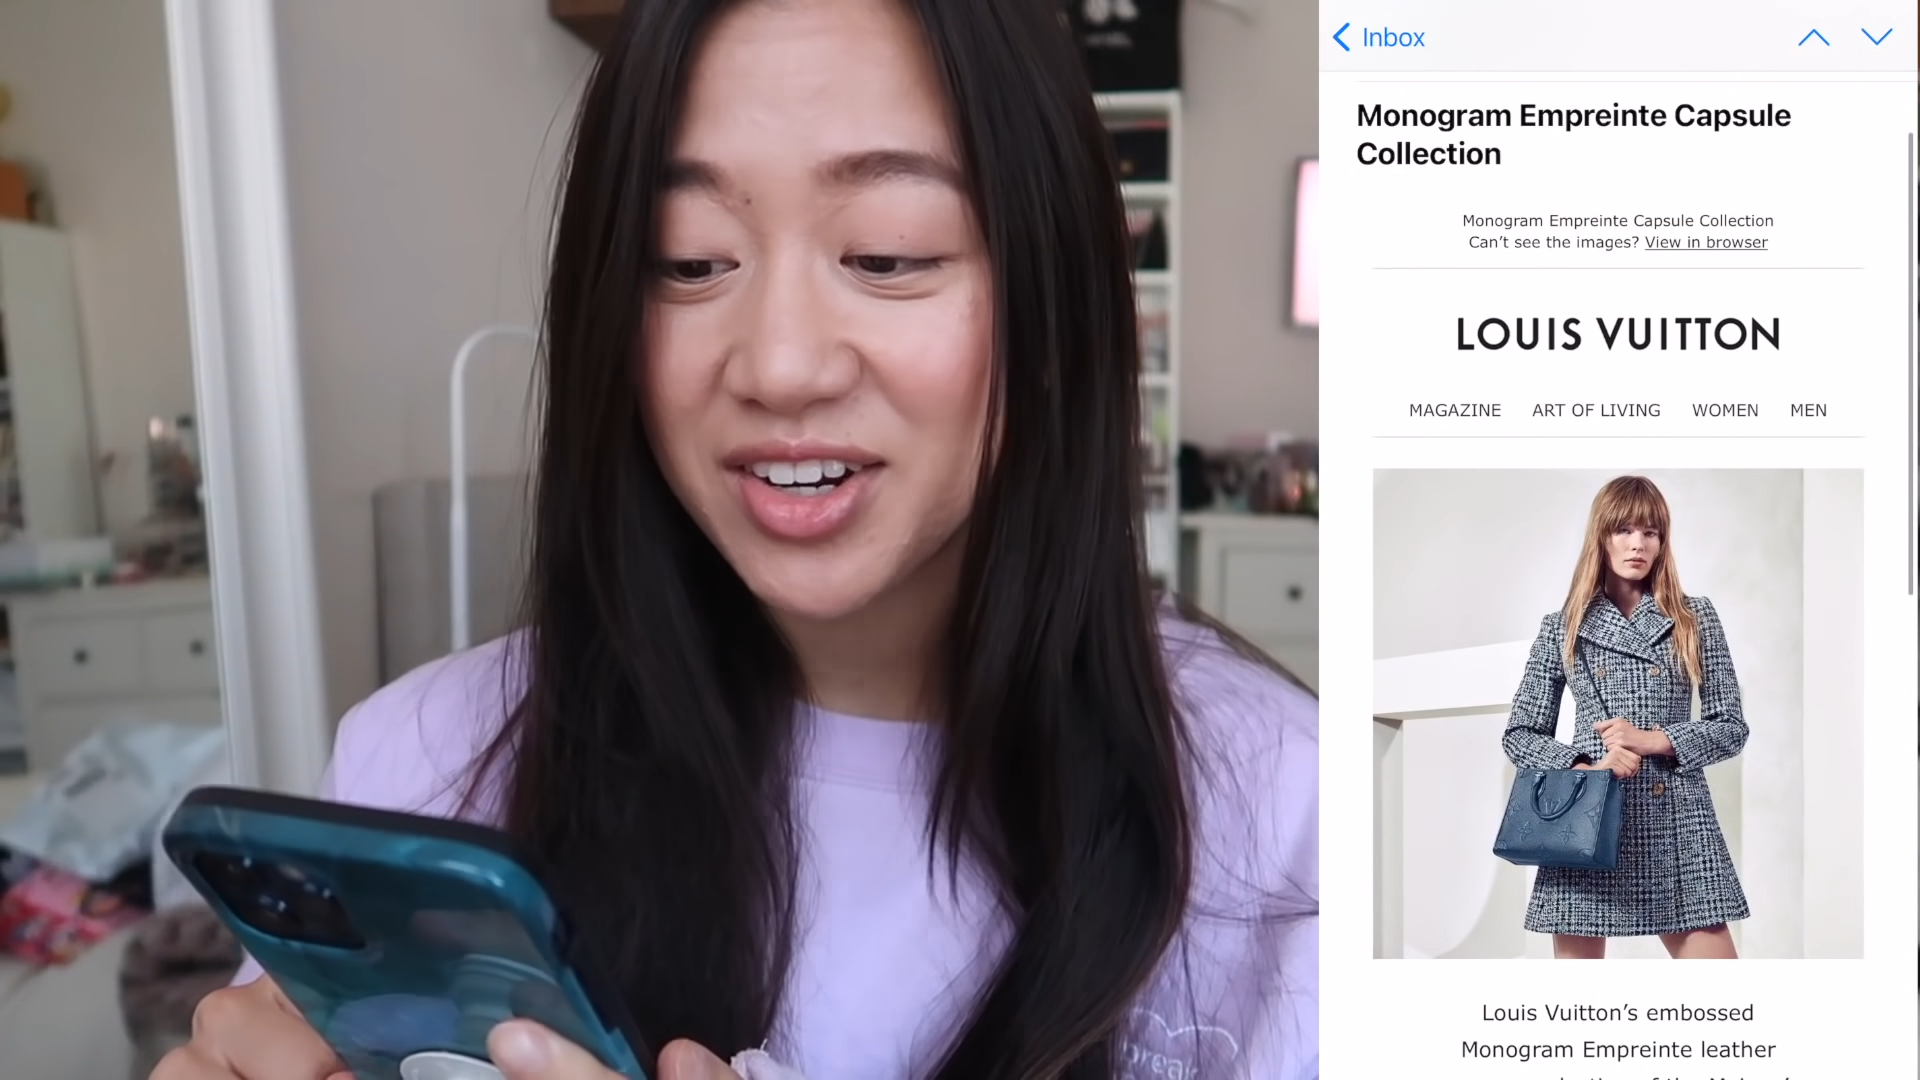 Inbox
Monogram Empreinte Capsule
Collection
Monogram Empreinte Capsule Collection
Can't see the images? View in browser
LOUIS VUITTON
MAGAZINE ART OF LIVING WOMEN MEN
Louis Vuitton's embossed
Monogram Empreinte leather